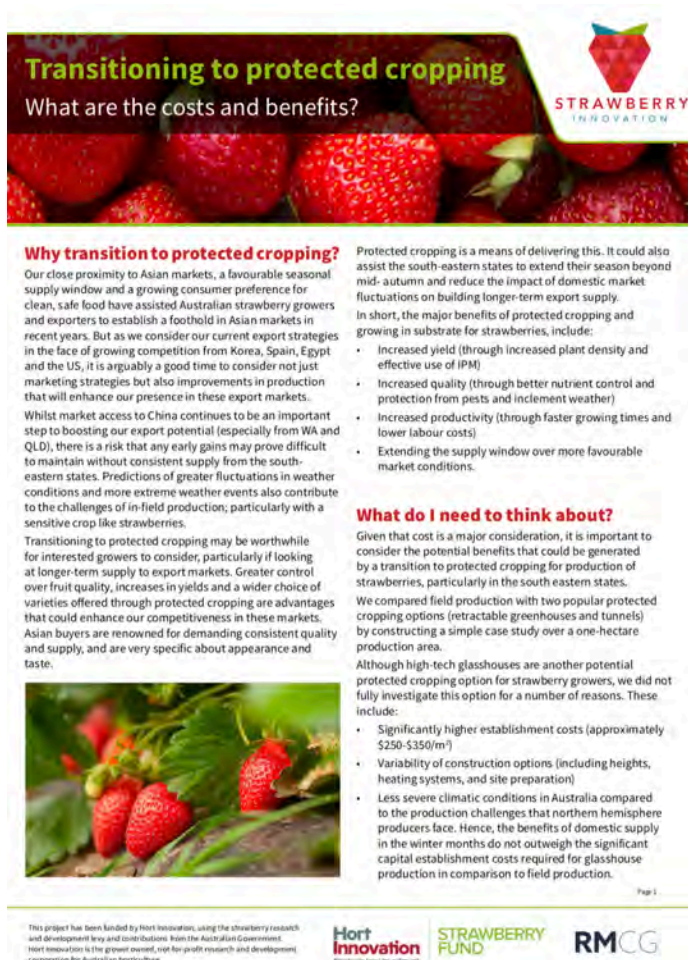 Transitioning to protected cropping
What are the costs and benefits?
STRAWBERRY
INNOVATION
Why transition to protected cropping?
Our close proximity to Asian markets, a favourable seasonal
supply window and a growing consumer preference for
clean, safe food have assisted Australian strawberry growers
and exporters to establish a foothold in Asian markets in
recent years. But as we consider our current export strategies
in the face of growing competition from Korea, Spain, Egypt
and the US, it is arguably a good time to consider not just
marketing strategies but also improvements in production
that will enhance our presence in these export markets.
Whilst market access to China continues to be an important
step to boosting our export potential (especially from WA and
QLD), there is a risk that any early gains may prove difficult
to maintain without consistent supply from the south-
eastern states. Predictions of greater fluctuations in weather
conditions and more extreme weather events also contribute
to the challenges of in-field production; particularly with a
sensitive crop like strawberries.
Transitioning to protected cropping may be worthwhile
for interested growers to consider, particularly if looking
at longer-term supply to export markets. Greater control
over fruit quality, increases in yields and a wider choice of
varieties offered through protected cropping are advantages
that could enhance our competitiveness in these markets.
Asian buyers are renowned for demanding consistent quality
and supply, and are very specific about appearance and
taste.
Protected cropping is a means of delivering this. It could also
assist the south-eastern states to extend their season beyond
mid- autumn and reduce the impact of domestic market
fluctuations on building longer-term export supply.
In short, the major benefits of protected cropping and
growing in substrate for strawberries, include:
• Increased yield (through increased plant density and
effective use of IPM)
• Increased quality (through better nutrient control and
protection from pests and inclement weather)
• Increased productivity (through faster growing times and
lower labour costs)
• Extending the supply window over more favourable
market conditions.
What do I need to think about?
Given that cost is a major consideration, it is important to
consider the potential benefits that could be generated
by a transition to protected cropping for production of
strawberries, particularly in the south eastern states.
We compared field production with two popular protected
cropping options (retractable greenhouses and tunnels)
by constructing a simple case study over a one-hectare
production area.
Although high-tech glasshouses are another potential
protected cropping option for strawberry growers, we did not
fully investigate this option for a number of reasons. These
include:
• Significantly higher establishment costs (approximately
$250-$350/m²)
• Variability of construction options (including heights,
heating systems, and site preparation)
• Less severe climatic conditions in Australia compared
to the production challenges that northern hemisphere
producers face. Hence, the benefits of domestic supply
in the winter months do not outweigh the significant
capital establishment costs required for glasshouse
production in comparison to field production.
Page 1
This project has been funded by Hort Innovation, using the strawberry research
and development levy and contributions from the Australian Government.
Hort Innovation is the grower owned, not-for-profit research and development
corporation for Australian horticulture.
Hort
Innovation
STRAWBERRY
FUND
RMCG